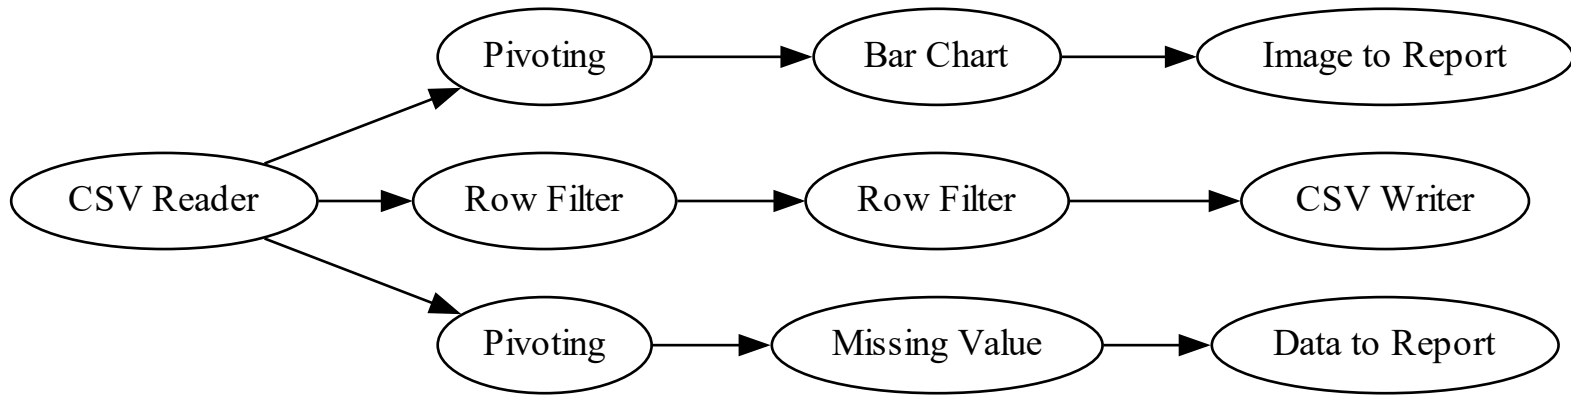 Pivoting
Bar Chart
Image to Report
CSV Reader
Row Filter
Row Filter
CSV Writer
Pivoting
Missing Value
Data to Report